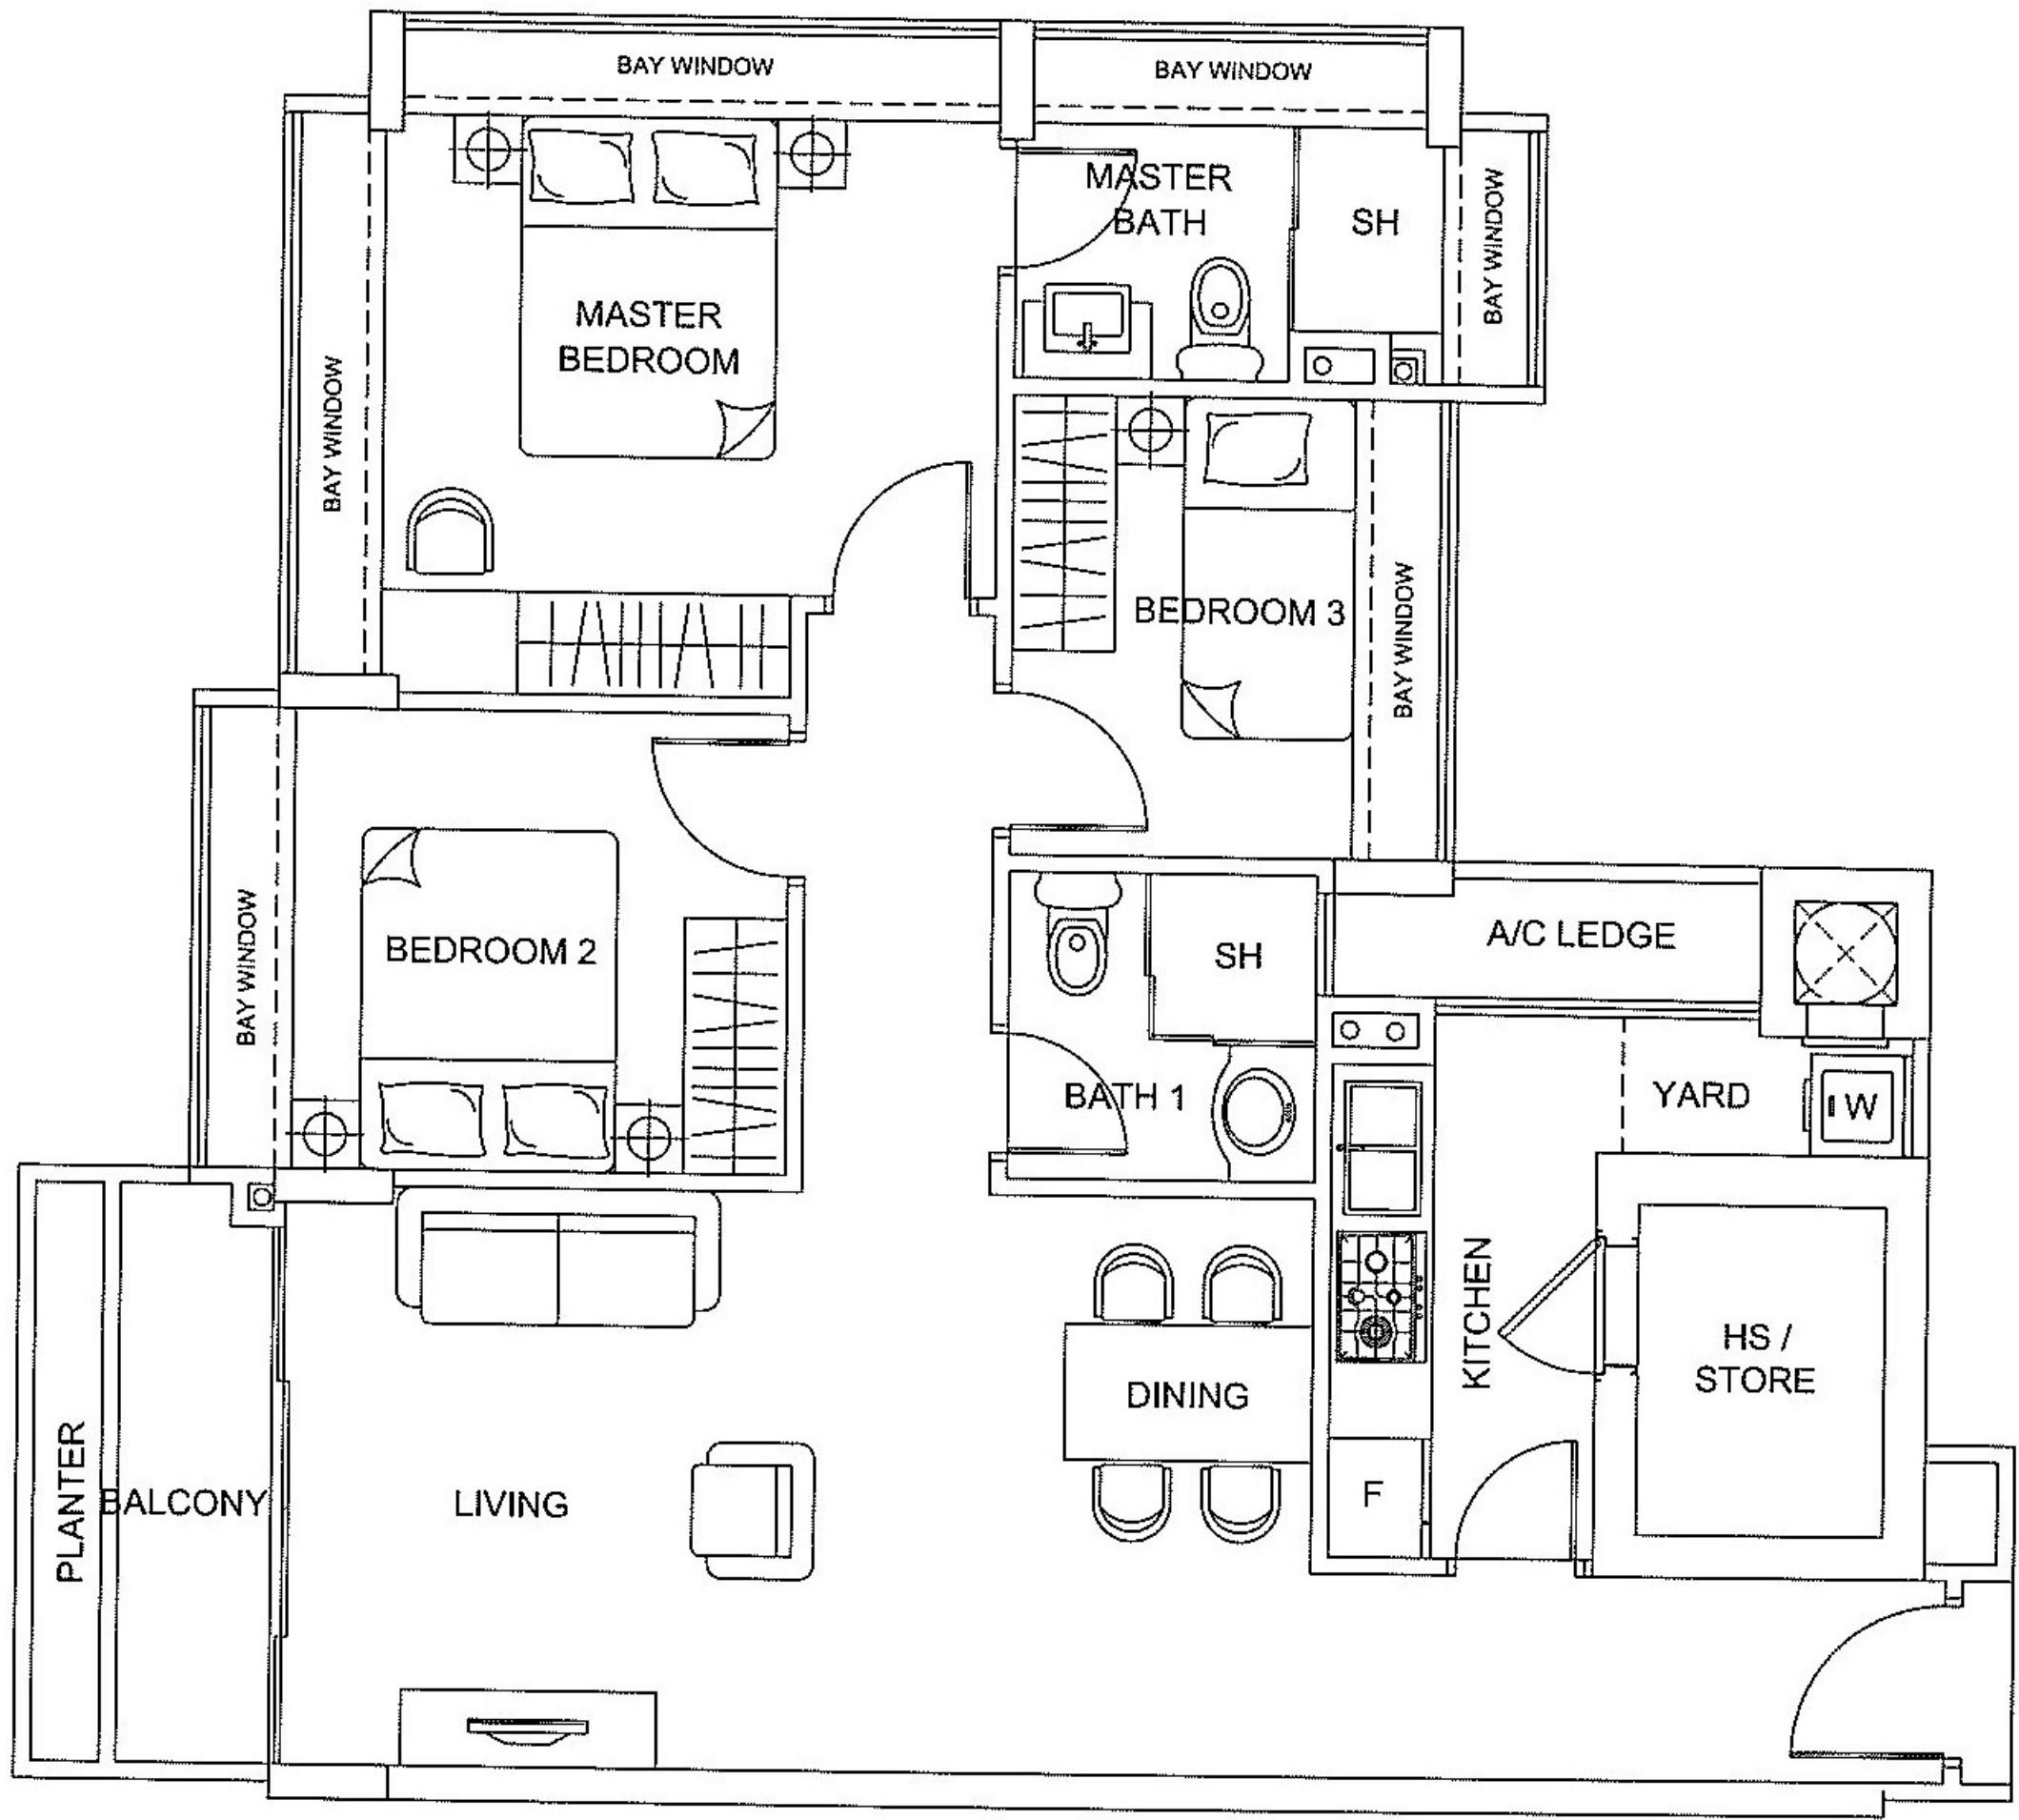 BAY WINDOW
BAY WINDOW
MASTER
BATH
SH
BAY WINDOW
MASTER
BEDROOM
BAY WINDOW
BEDROOM 3
BAY WINDOW
BEDROOM 2
BAY WINDOW
SH
A/C LEDGE
BATH 1
YARD
W
KITCHEN
HS /
STORE
DINING
F
PLANTER
BALCONY
LIVING